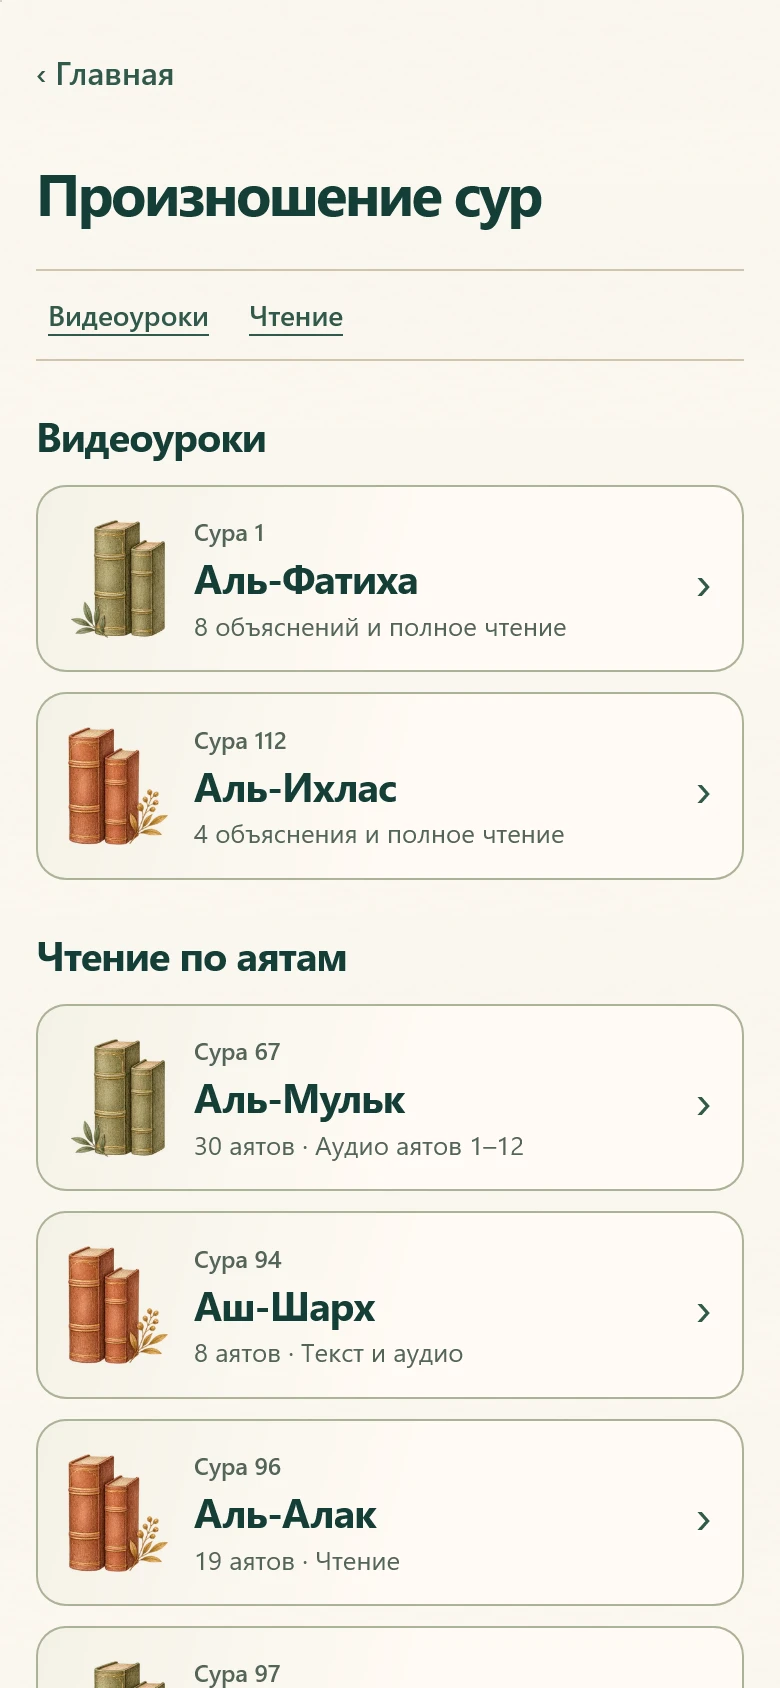 ‹ Главная
Произношение сур
Видеоуроки Чтение
Видеоуроки
Сура 1
Аль-Фатиха
8 объяснений и полное чтение
›
Сура 112
Аль-Ихлас
4 объяснения и полное чтение
›
Чтение по аятам
Сура 67
Аль-Мульк
30 аятов · Аудио аятов 1–12
›
Сура 94
Аш-Шарх
8 аятов · Текст и аудио
›
Сура 96
Аль-Алак
19 аятов · Чтение
›
Сура 97